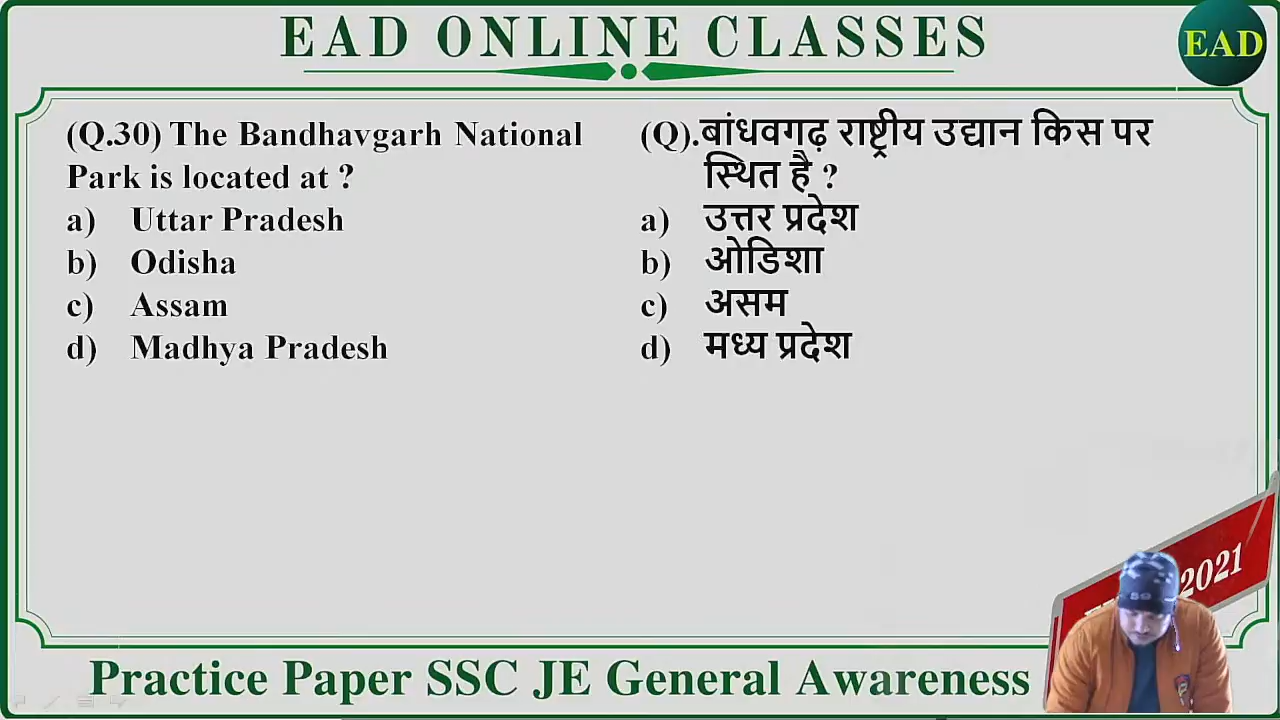 EAD ONLINE CLASSES
EAD
(Q.30) The Bandhavgarh National
Park is located at ?
a) Uttar Pradesh
b) Odisha
c) Assam
d) Madhya Pradesh
(Q).बांधवगढ़ राष्ट्रीय उद्यान किस पर
स्थित है ?
a) उत्तर प्रदेश
b) ओडिशा
c) असम
d) मध्य प्रदेश
2021
Practice Paper SSC JE General Awareness